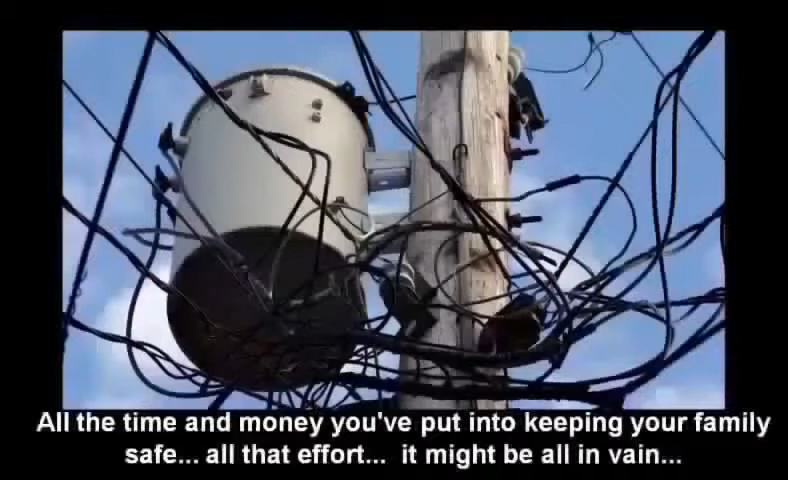 All the time and money you've put into keeping your family
safe... all that effort...  it might be all in vain...